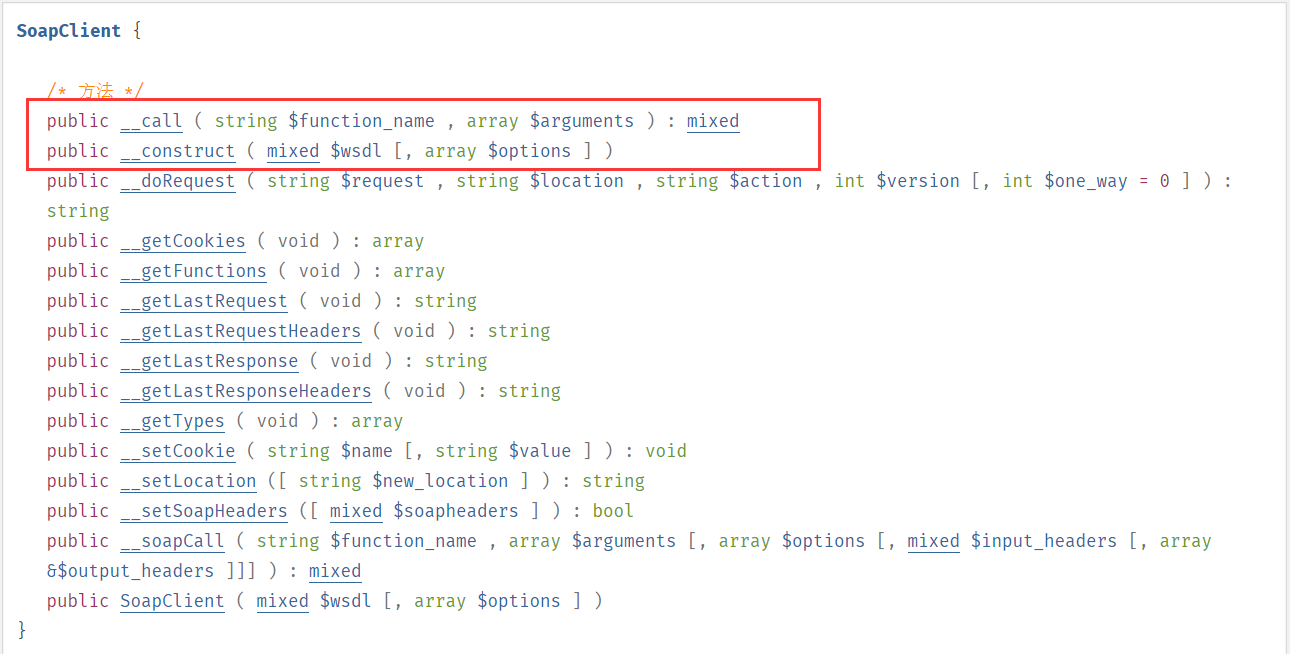 SoapClient {
/* 方法 */
public __call ( string $function_name , array $arguments ) : mixed
public __construct ( mixed $wsdl [, array $options ] )
public __doRequest ( string $request , string $location , string $action , int $version [, int $one_way = 0 ] ) :
string
public __getCookies ( void ) : array
public __getFunctions ( void ) : array
public __getLastRequest ( void ) : string
public __getLastRequestHeaders ( void ) : string
public __getLastResponse ( void ) : string
public __getLastResponseHeaders ( void ) : string
public __getTypes ( void ) : array
public __setCookie ( string $name [, string $value ] ) : void
public __setLocation ([ string $new_location ] ) : string
public __setSoapHeaders ([ mixed $soapheaders ] ) : bool
public __soapCall ( string $function_name , array $arguments [, array $options [, mixed $input_headers [, array
&$output_headers ]]] ) : mixed
public SoapClient ( mixed $wsdl [, array $options ] )
}